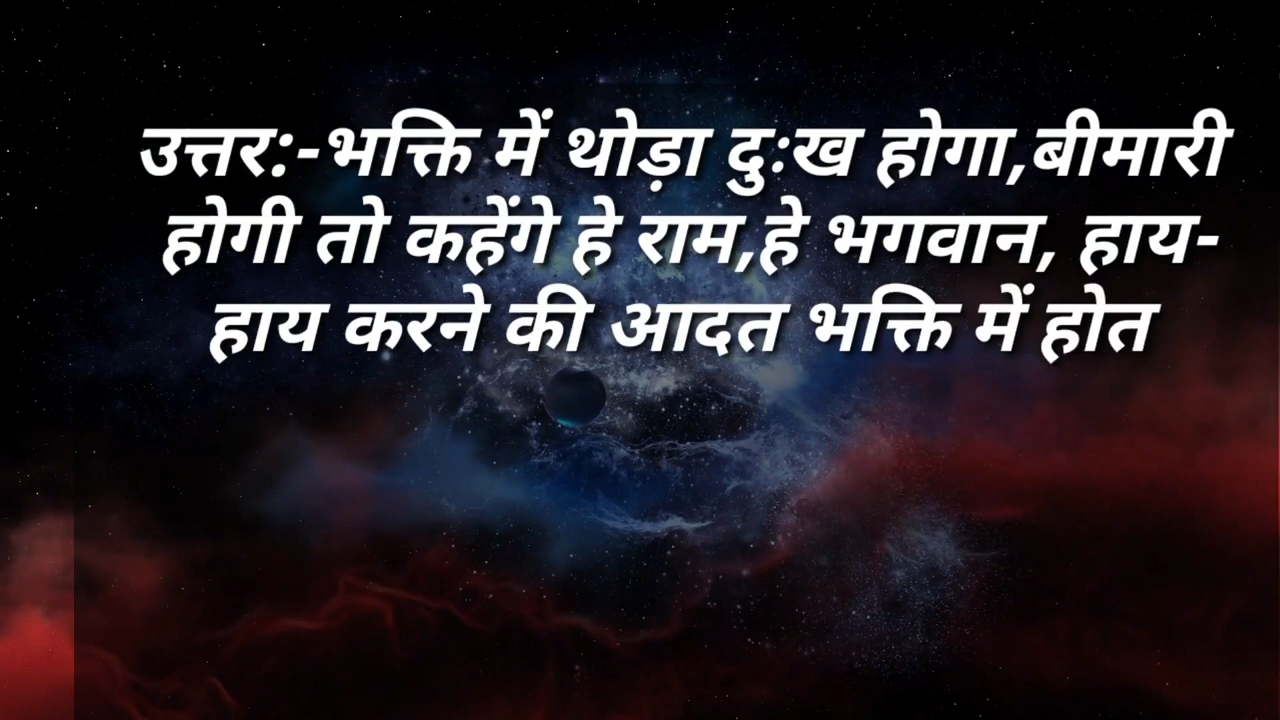 उत्तर:-भक्ति में थोड़ा दुःख होगा,बीमारी
होगी तो कहेंगे हे राम,हे भगवान, हाय-
हाय करने की आदत भक्ति में होत